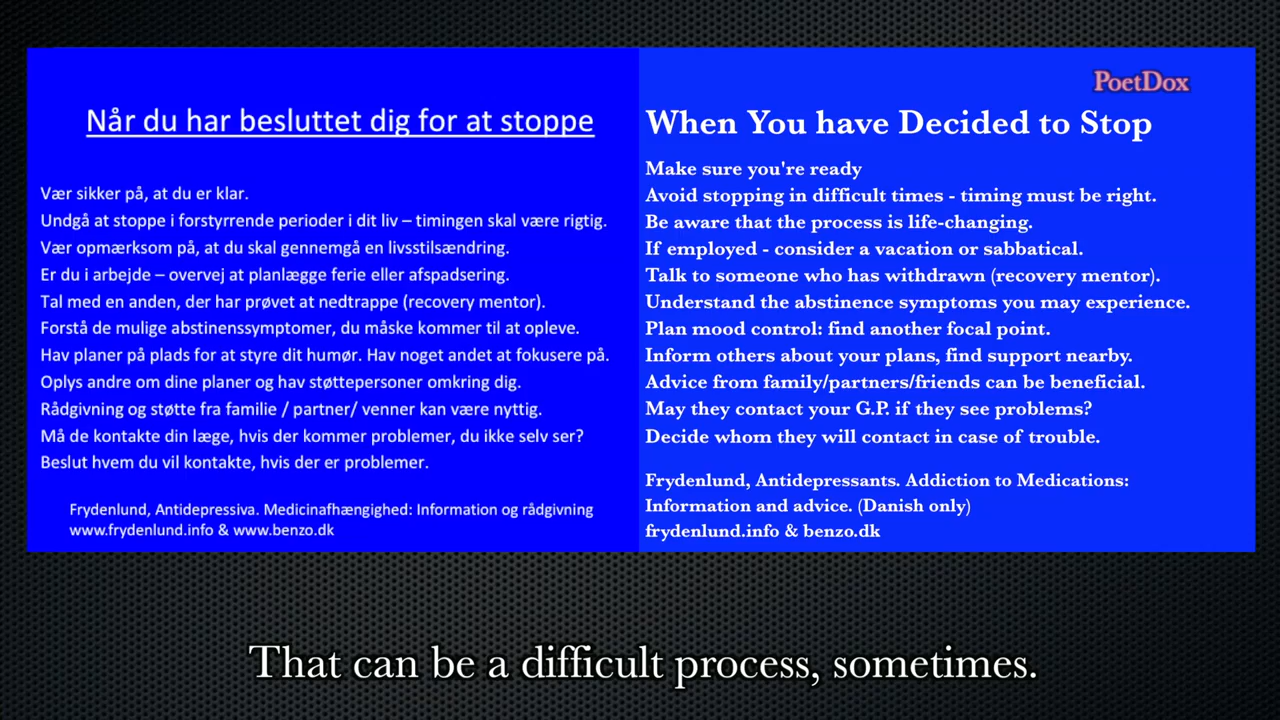 Når du har besluttet dig for at stoppe
Vær sikker på, at du er klar.
Undgå at stoppe i forstyrrende perioder i dit liv – timingen skal være rigtig.
Vær opmærksom på, at du skal gennemgå en livsstilsændring.
Er du i arbejde – overvej at planlægge ferie eller afspadsering.
Tal med en anden, der har prøvet at nedtrappe (recovery mentor).
Forstå de mulige abstinenssymptomer, du måske kommer til at opleve.
Hav planer på plads for at styre dit humør. Hav noget andet at fokusere på.
Oplys andre om dine planer og hav støttepersoner omkring dig.
Rådgivning og støtte fra familie / partner/ venner kan være nyttig.
Må de kontakte din læge, hvis der kommer problemer, du ikke selv ser?
Beslut hvem du vil kontakte, hvis der er problemer.
Frydenlund, Antidepressiva. Medicinafhængighed: Information og rådgivning
www.frydenlund.info & www.benzo.dk
PoetDox
When You have Decided to Stop
Make sure you're ready
Avoid stopping in difficult times - timing must be right.
Be aware that the process is life-changing.
If employed - consider a vacation or sabbatical.
Talk to someone who has withdrawn (recovery mentor).
Understand the abstinence symptoms you may experience.
Plan mood control: find another focal point.
Inform others about your plans, find support nearby.
Advice from family/partners/friends can be beneficial.
May they contact your G.P. if they see problems?
Decide whom they will contact in case of trouble.
Frydenlund, Antidepressants. Addiction to Medications:
Information and advice. (Danish only)
frydenlund.info & benzo.dk
That can be a difficult process, sometimes.